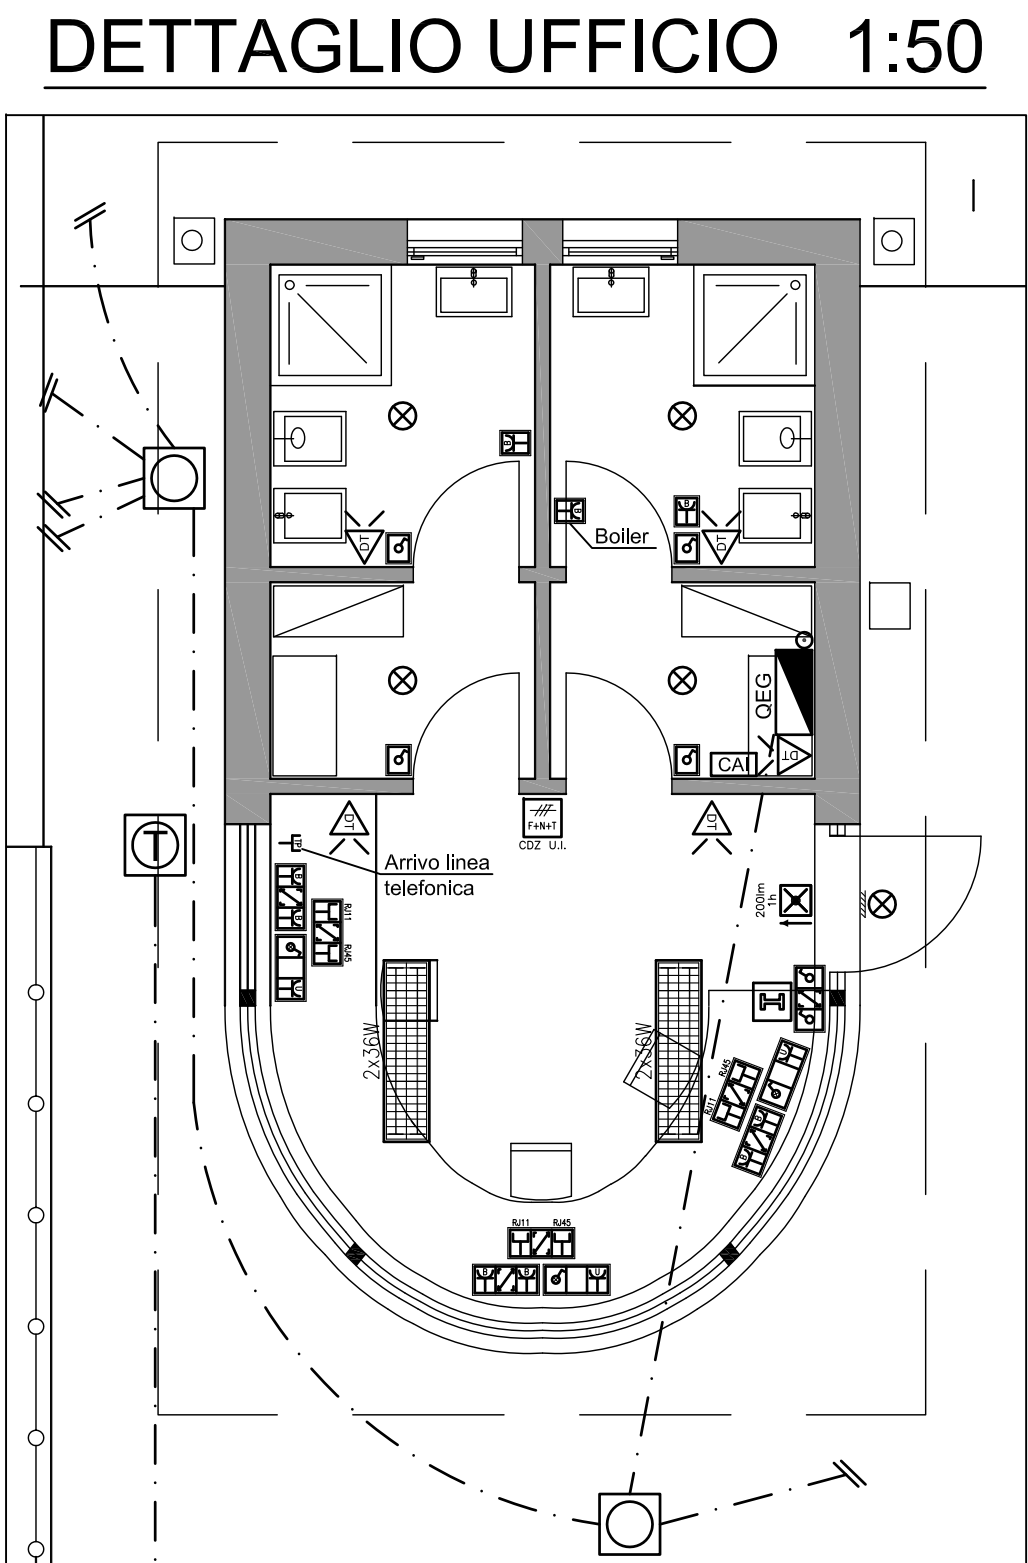 DETTAGLIO UFFICIO 1:50
B
B
B
Boiler
DT
DT
QEG
CAI
DT
DT
F+N+T
CDZ U.I.
DT
TP
Arrivo linea
telefonica
B
B
RJ11
RJ45
U
200lm
1h
T
2x36W
2x36W
I
U
RJ45
RJ11
B
B
RJ11 RJ45
B
B
U